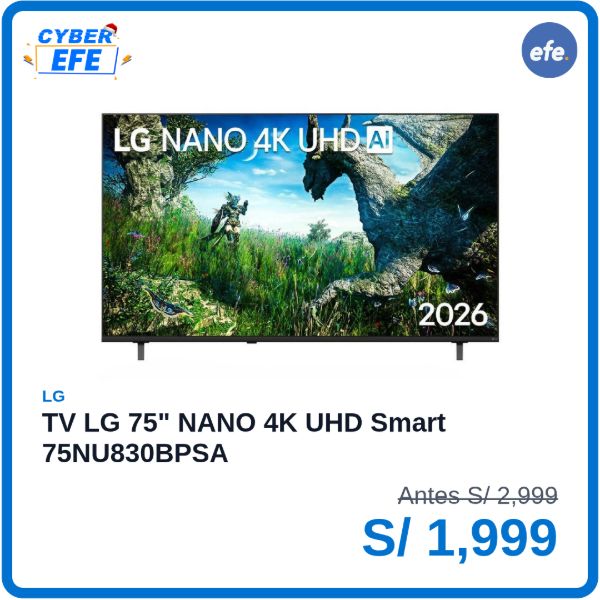 CYBER
EFE
efe.
LG NANO 4K UHD AI
2026
LG
TV LG 75" NANO 4K UHD Smart
75NU830BPSA
Antes S/ 2,999
S/ 1,999